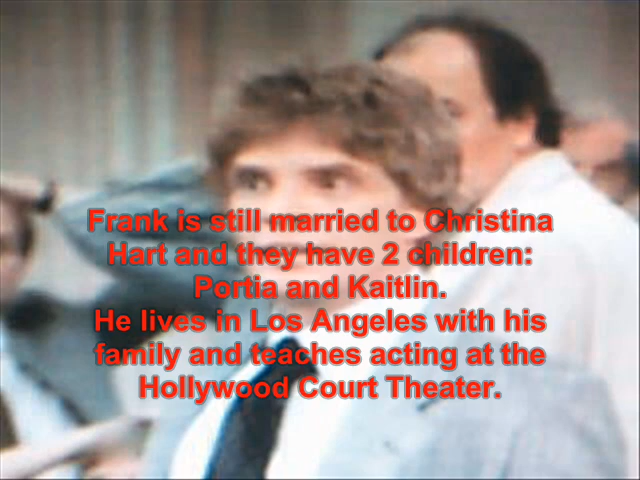 Frank is still married to Christina
Hart and they have 2 children:
Portia and Kaitlin.
He lives in Los Angeles with his
family and teaches acting at the
Hollywood Court Theater.